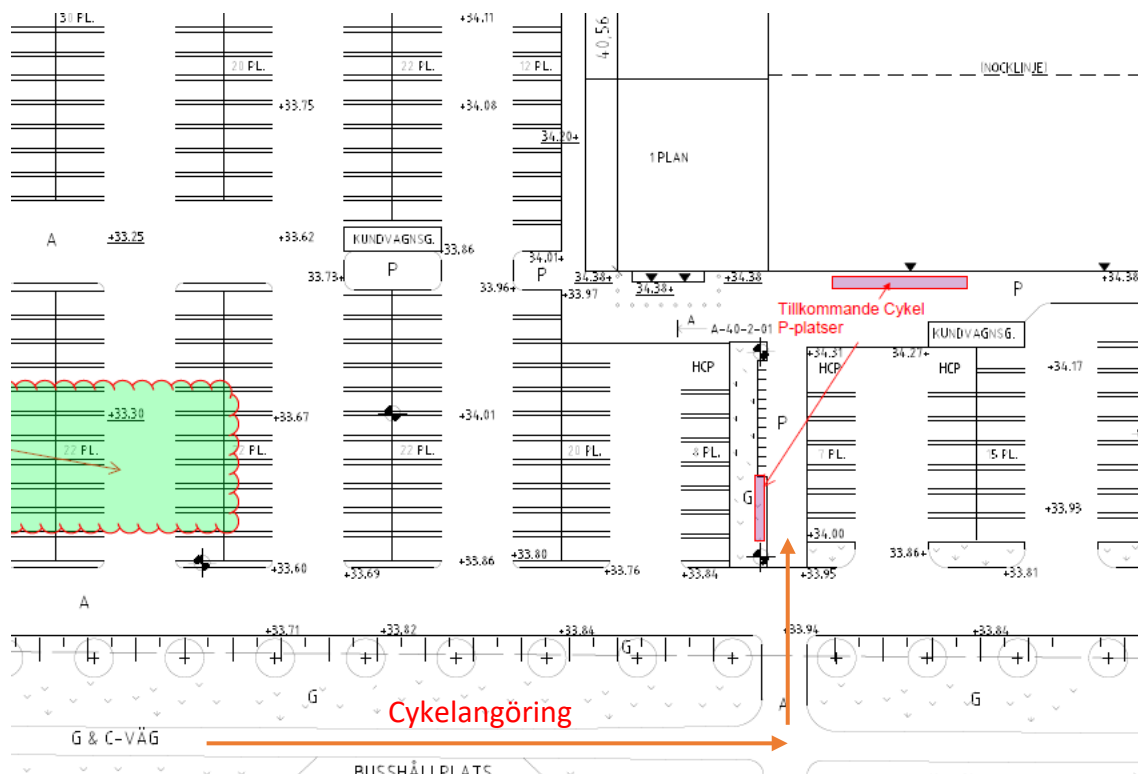 30 PL.
+34.11
40,56
20 PL.
22 PL.
12 PL.
(NOCKLINJE)
+33.75
+34.08
34.20+
1 PLAN
A
+33.25
+33.62
KUNDVAGNSG.
+33.86
34.01+
33.73+
P
P
33.96+
+33.97
34.38+
34.38+
+34.38
P
+34.38
Tillkommande Cykel
P-platser
A
A-40-2-01
KUNDVAGNSG.
+34.31
34.27+
HCP
HCP
HCP
+34.17
+33.30
+33.67
+34.01
P
22 PL.
22 PL.
20 PL.
8 PL.
7 PL.
15 PL.
G
+33.93
+34.00
+33.60
+33.69
+33.86
+33.80
+33.76
+33.84
+33.95
33.86+
+33.81
A
+33.71
+33.82
+33.84
G
+33.94
+33.84
G
G
A
Cykelangöring
G & C-VÄG
BUSSHÅLLPLATS